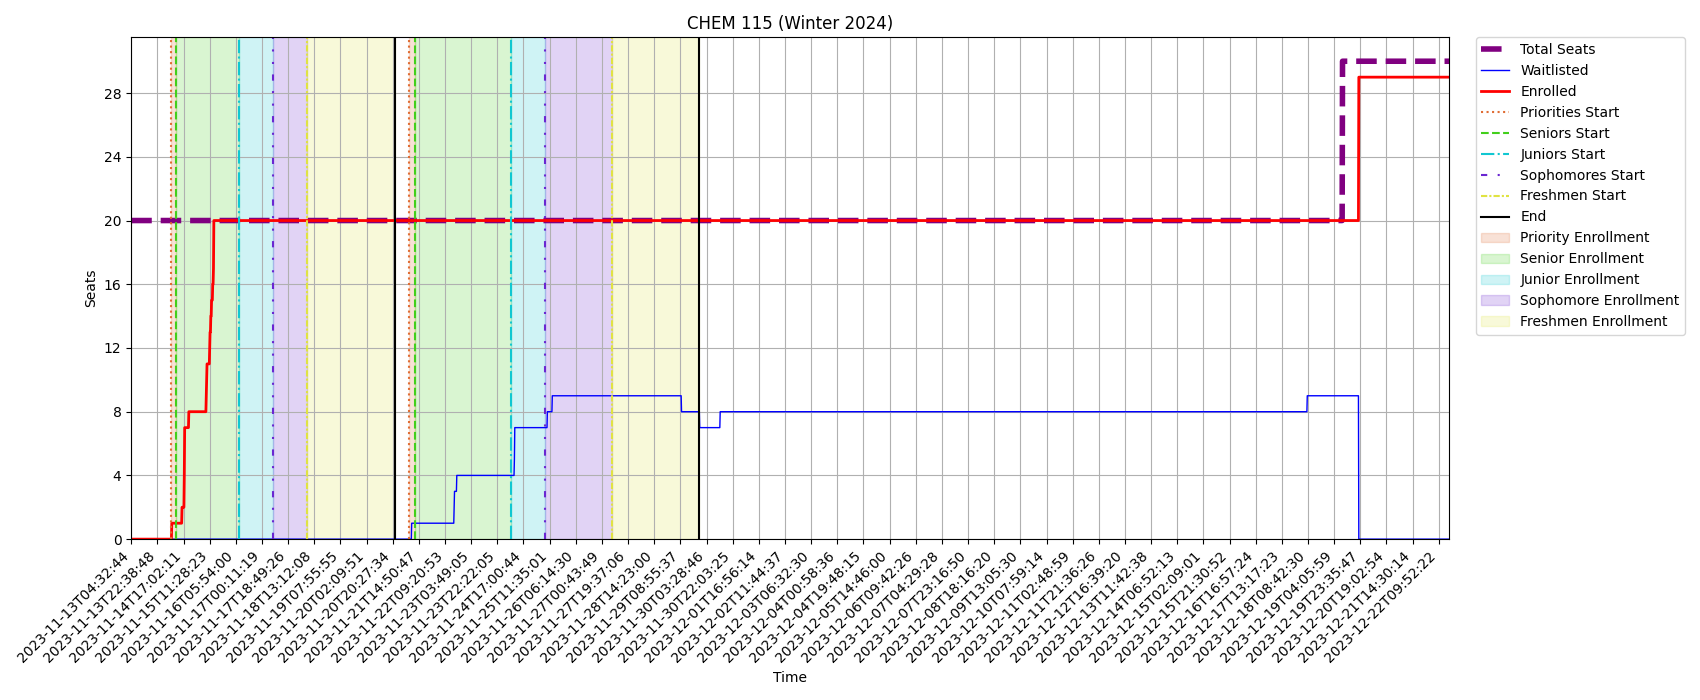 CHEM 115 (Winter 2024)
Total Seats
Waitlisted
Enrolled
Priorities Start
Seniors Start
Juniors Start
Sophomores Start
Freshmen Start
End
Priority Enrollment
Senior Enrollment
Junior Enrollment
Sophomore Enrollment
Freshmen Enrollment
Seats
28
24
20
16
12
8
4
0
2023-11-13T04:32:44
2023-11-13T22:38:48
2023-11-14T17:02:11
2023-11-15T11:28:23
2023-11-16T05:54:00
2023-11-17T00:11:19
2023-11-17T18:49:26
2023-11-18T13:12:08
2023-11-19T07:55:55
2023-11-20T02:09:51
2023-11-20T20:27:34
2023-11-21T14:50:47
2023-11-22T09:20:53
2023-11-23T03:49:05
2023-11-23T22:22:05
2023-11-24T17:00:44
2023-11-25T11:35:01
2023-11-26T06:14:30
2023-11-27T00:43:49
2023-11-27T19:37:06
2023-11-28T14:23:00
2023-11-29T08:55:37
2023-11-30T03:28:46
2023-11-30T22:03:25
2023-12-01T16:56:14
2023-12-02T11:44:37
2023-12-03T06:32:30
2023-12-04T00:58:36
2023-12-04T19:48:15
2023-12-05T14:46:00
2023-12-06T09:42:26
2023-12-07T04:29:28
2023-12-07T23:16:50
2023-12-08T18:16:20
2023-12-09T13:05:30
2023-12-10T07:59:14
2023-12-11T02:48:59
2023-12-11T21:36:26
2023-12-12T16:39:20
2023-12-13T11:42:38
2023-12-14T06:52:13
2023-12-15T02:09:01
2023-12-15T21:30:52
2023-12-16T16:57:24
2023-12-17T13:17:23
2023-12-18T08:42:30
2023-12-19T04:05:59
2023-12-19T23:35:47
2023-12-20T19:02:54
2023-12-21T14:30:14
2023-12-22T09:52:22
Time